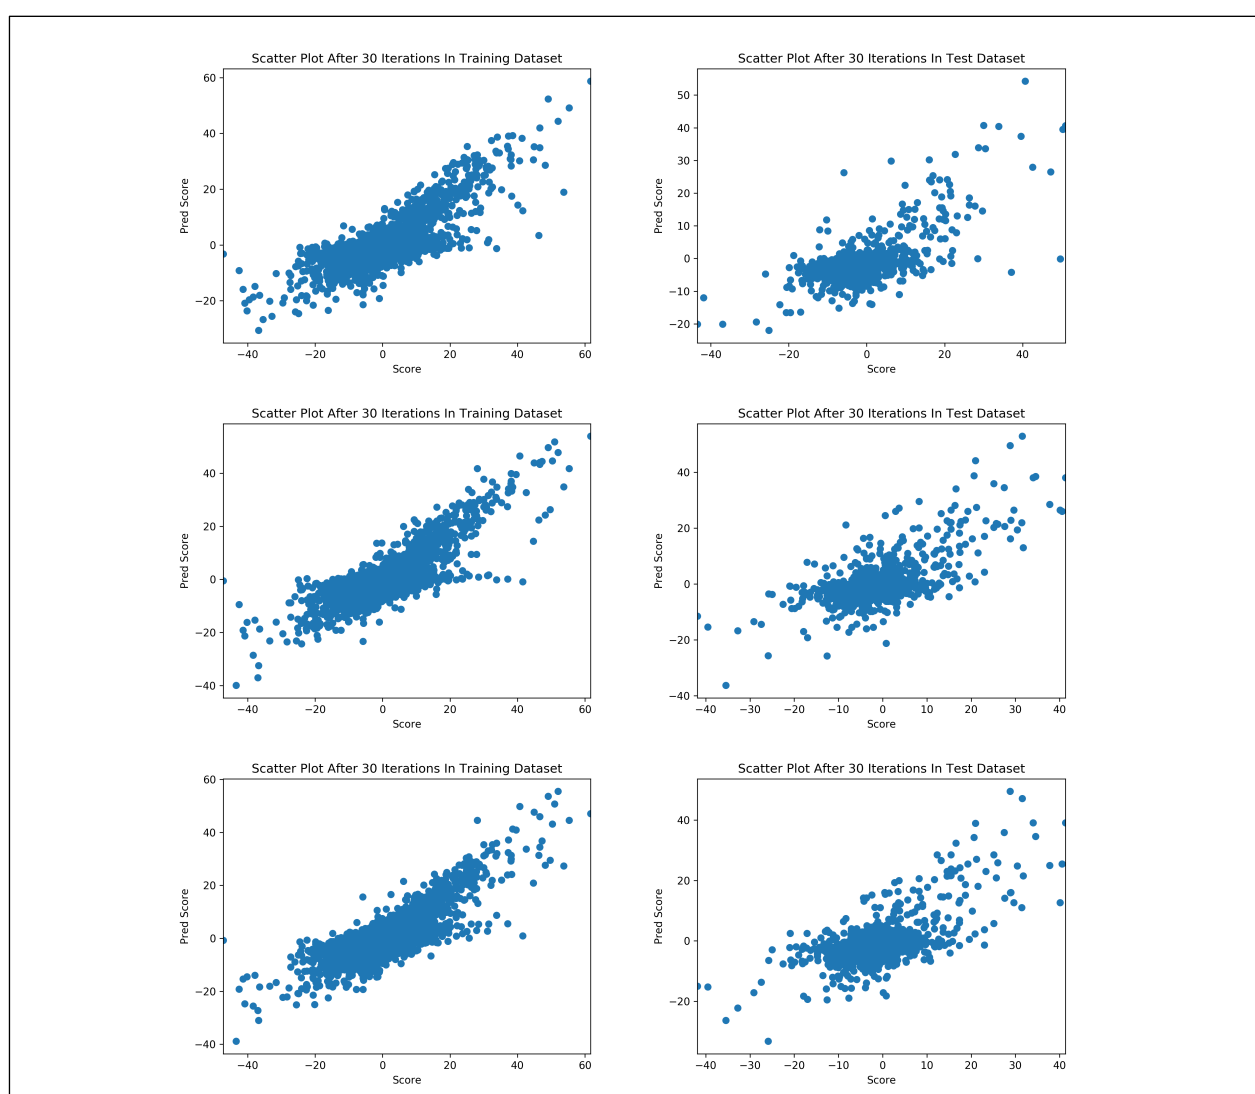 Scatter Plot After 30 Iterations In Training Dataset
60
40
20
0
−20
Pred Score
−40 −20 0 20 40 60
Score
Scatter Plot After 30 Iterations In Test Dataset
50
40
30
20
10
0
−10
−20
Pred Score
−40 −20 0 20 40
Score
Scatter Plot After 30 Iterations In Training Dataset
40
20
0
−20
−40
Pred Score
−40 −20 0 20 40 60
Score
Scatter Plot After 30 Iterations In Test Dataset
40
20
0
−20
−40
Pred Score
−40 −30 −20 −10 0 10 20 30 40
Score
Scatter Plot After 30 Iterations In Training Dataset
60
40
20
0
−20
−40
Pred Score
−40 −20 0 20 40 60
Score
Scatter Plot After 30 Iterations In Test Dataset
40
20
0
−20
Pred Score
−40 −30 −20 −10 0 10 20 30 40
Score